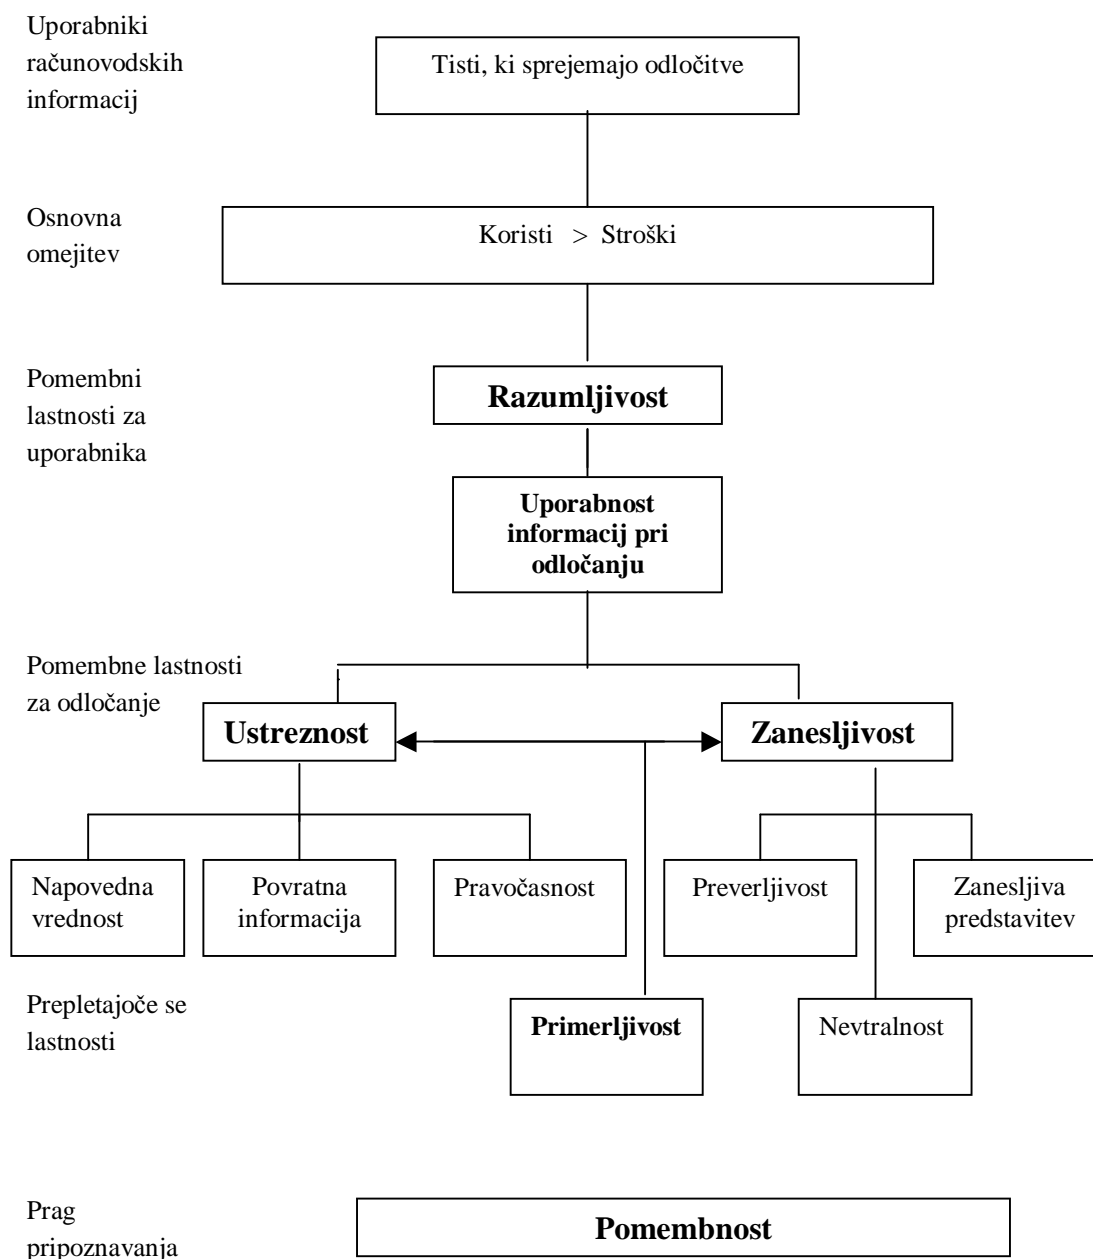 Uporabniki
računovodskih
informacij
Tisti, ki sprejemajo odločitve
Osnovna
omejitev
Koristi > Stroški
Pomembni
lastnosti za
uporabnika
Razumljivost
Uporabnost
informacij pri
odločanju
Pomembne lastnosti
za odločanje
Ustreznost
Zanesljivost
Napovedna
vrednost
Povratna
informacija
Pravočasnost
Preverljivost
Zanesljiva
predstavitev
Prepletajoče se
lastnosti
Primerljivost
Nevtralnost
Prag
pripoznavanja
Pomembnost